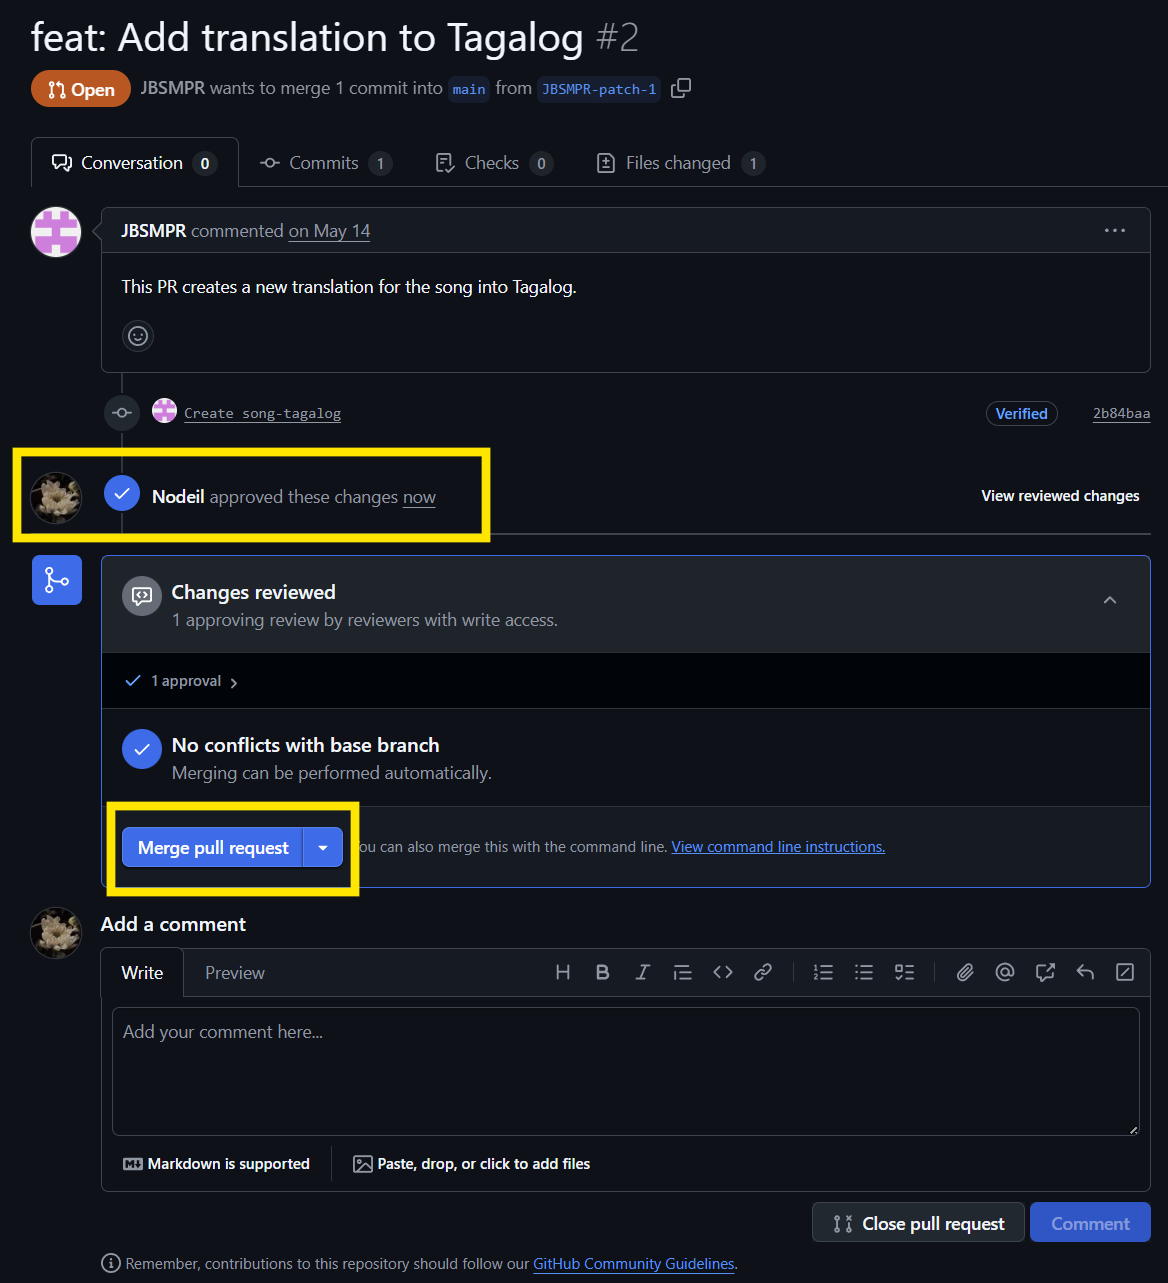 feat: Add translation to Tagalog #2
Open JBSMPR wants to merge 1 commit into main from JBSMPR-patch-1
Conversation 0 Commits 1 Checks 0 Files changed 1
JBSMPR commented on May 14
This PR creates a new translation for the song into Tagalog.
Create song-tagalog Verified 2b84baa
Nodeil approved these changes now View reviewed changes
Changes reviewed
1 approving review by reviewers with write access.
1 approval
No conflicts with base branch
Merging can be performed automatically.
Merge pull request ou can also merge this with the command line. View command line instructions.
Add a comment
Write Preview
Add your comment here...
Markdown is supported Paste, drop, or click to add files
Close pull request Comment
Remember, contributions to this repository should follow our GitHub Community Guidelines.